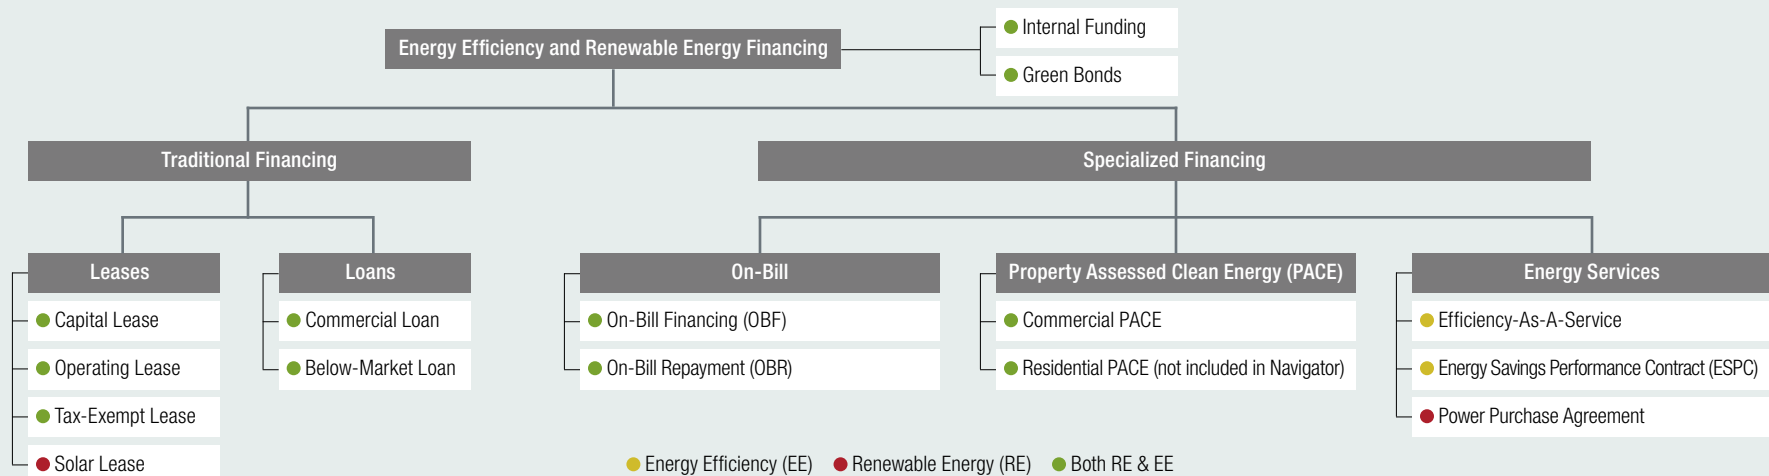 Energy Efficiency and Renewable Energy Financing
Internal Funding
Green Bonds
Traditional Financing
Specialized Financing
Leases
Capital Lease
Operating Lease
Tax-Exempt Lease
Solar Lease
Loans
Commercial Loan
Below-Market Loan
On-Bill
On-Bill Financing (OBF)
On-Bill Repayment (OBR)
Property Assessed Clean Energy (PACE)
Commercial PACE
Residential PACE (not included in Navigator)
Energy Services
Efficiency-As-A-Service
Energy Savings Performance Contract (ESPC)
Power Purchase Agreement
Energy Efficiency (EE)
Renewable Energy (RE)
Both RE & EE